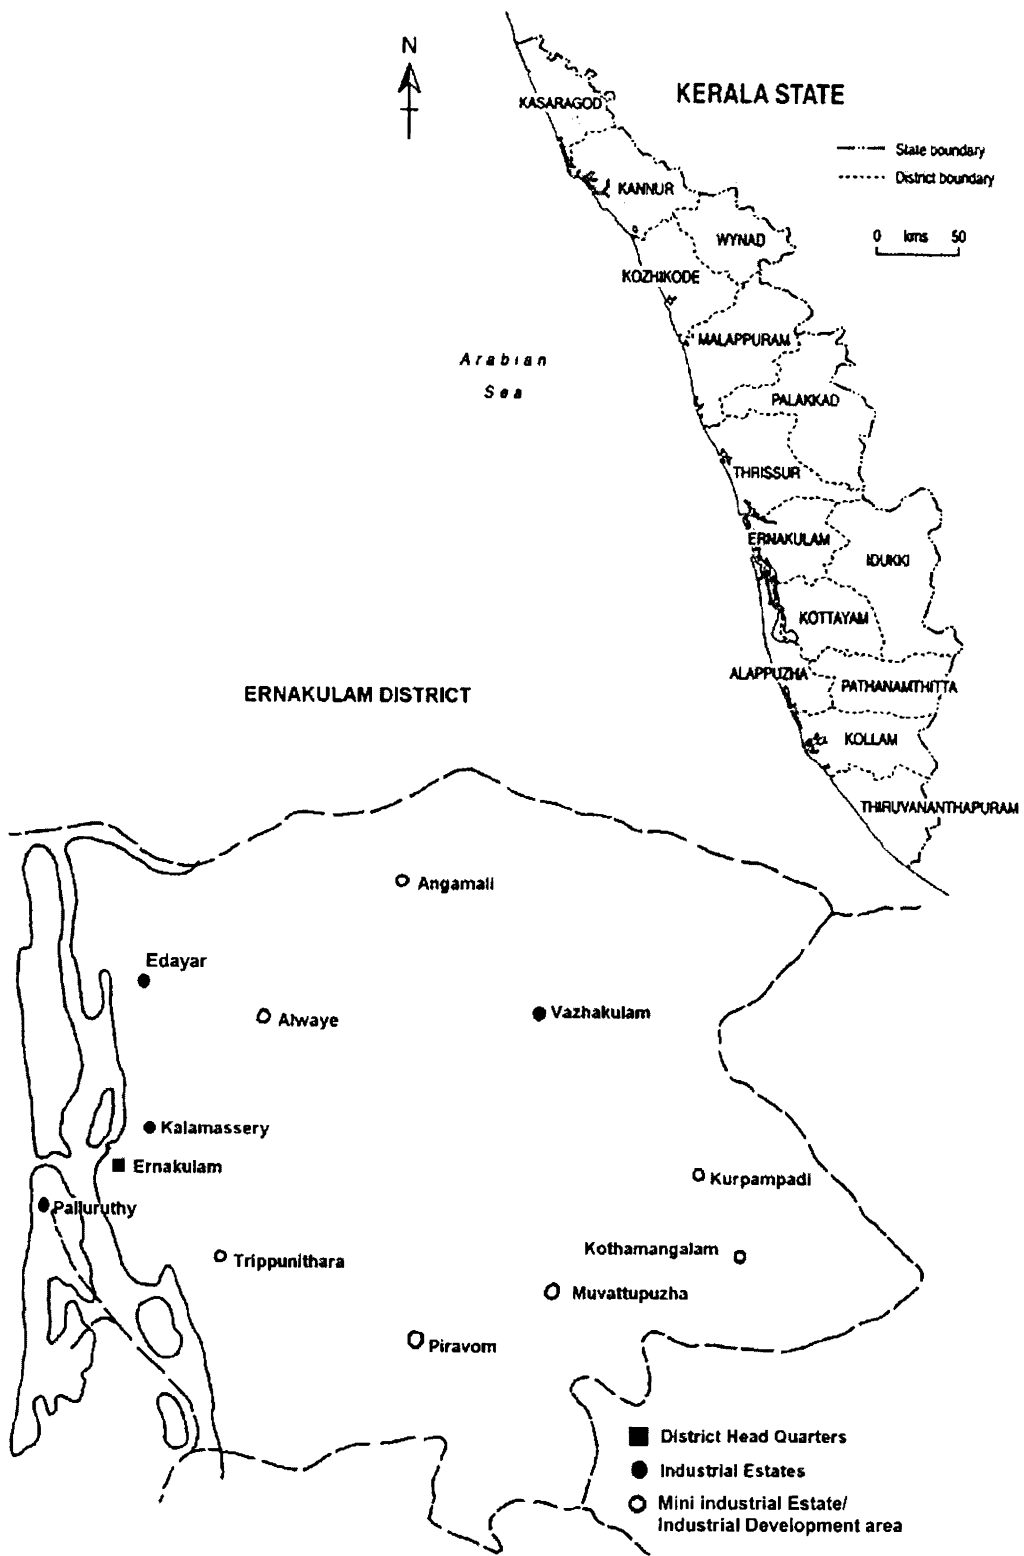 N
KERALA STATE
KASARAGOD
State boundary
District boundary
KANNUR
WYNAD
0 kms 50
KOZHIKODE
MALAPPURAM
Arabian
Sea
PALAKKAD
THRISSUR
ERNAKULAM
IDUKKI
KOTTAYAM
ALAPPUZHA
PATHANAMTHITTA
ERNAKULAM DISTRICT
KOLLAM
THIRUVANANTHAPURAM
Angamali
Edayar
Alwaye
Vazhakulam
Kalamassery
Ernakulam
Kurpampadi
Palluruthy
Kothamangalam
Trippunithara
Muvattupuzha
Piravom
District Head Quarters
Industrial Estates
Mini industrial Estate/
Industrial Development area